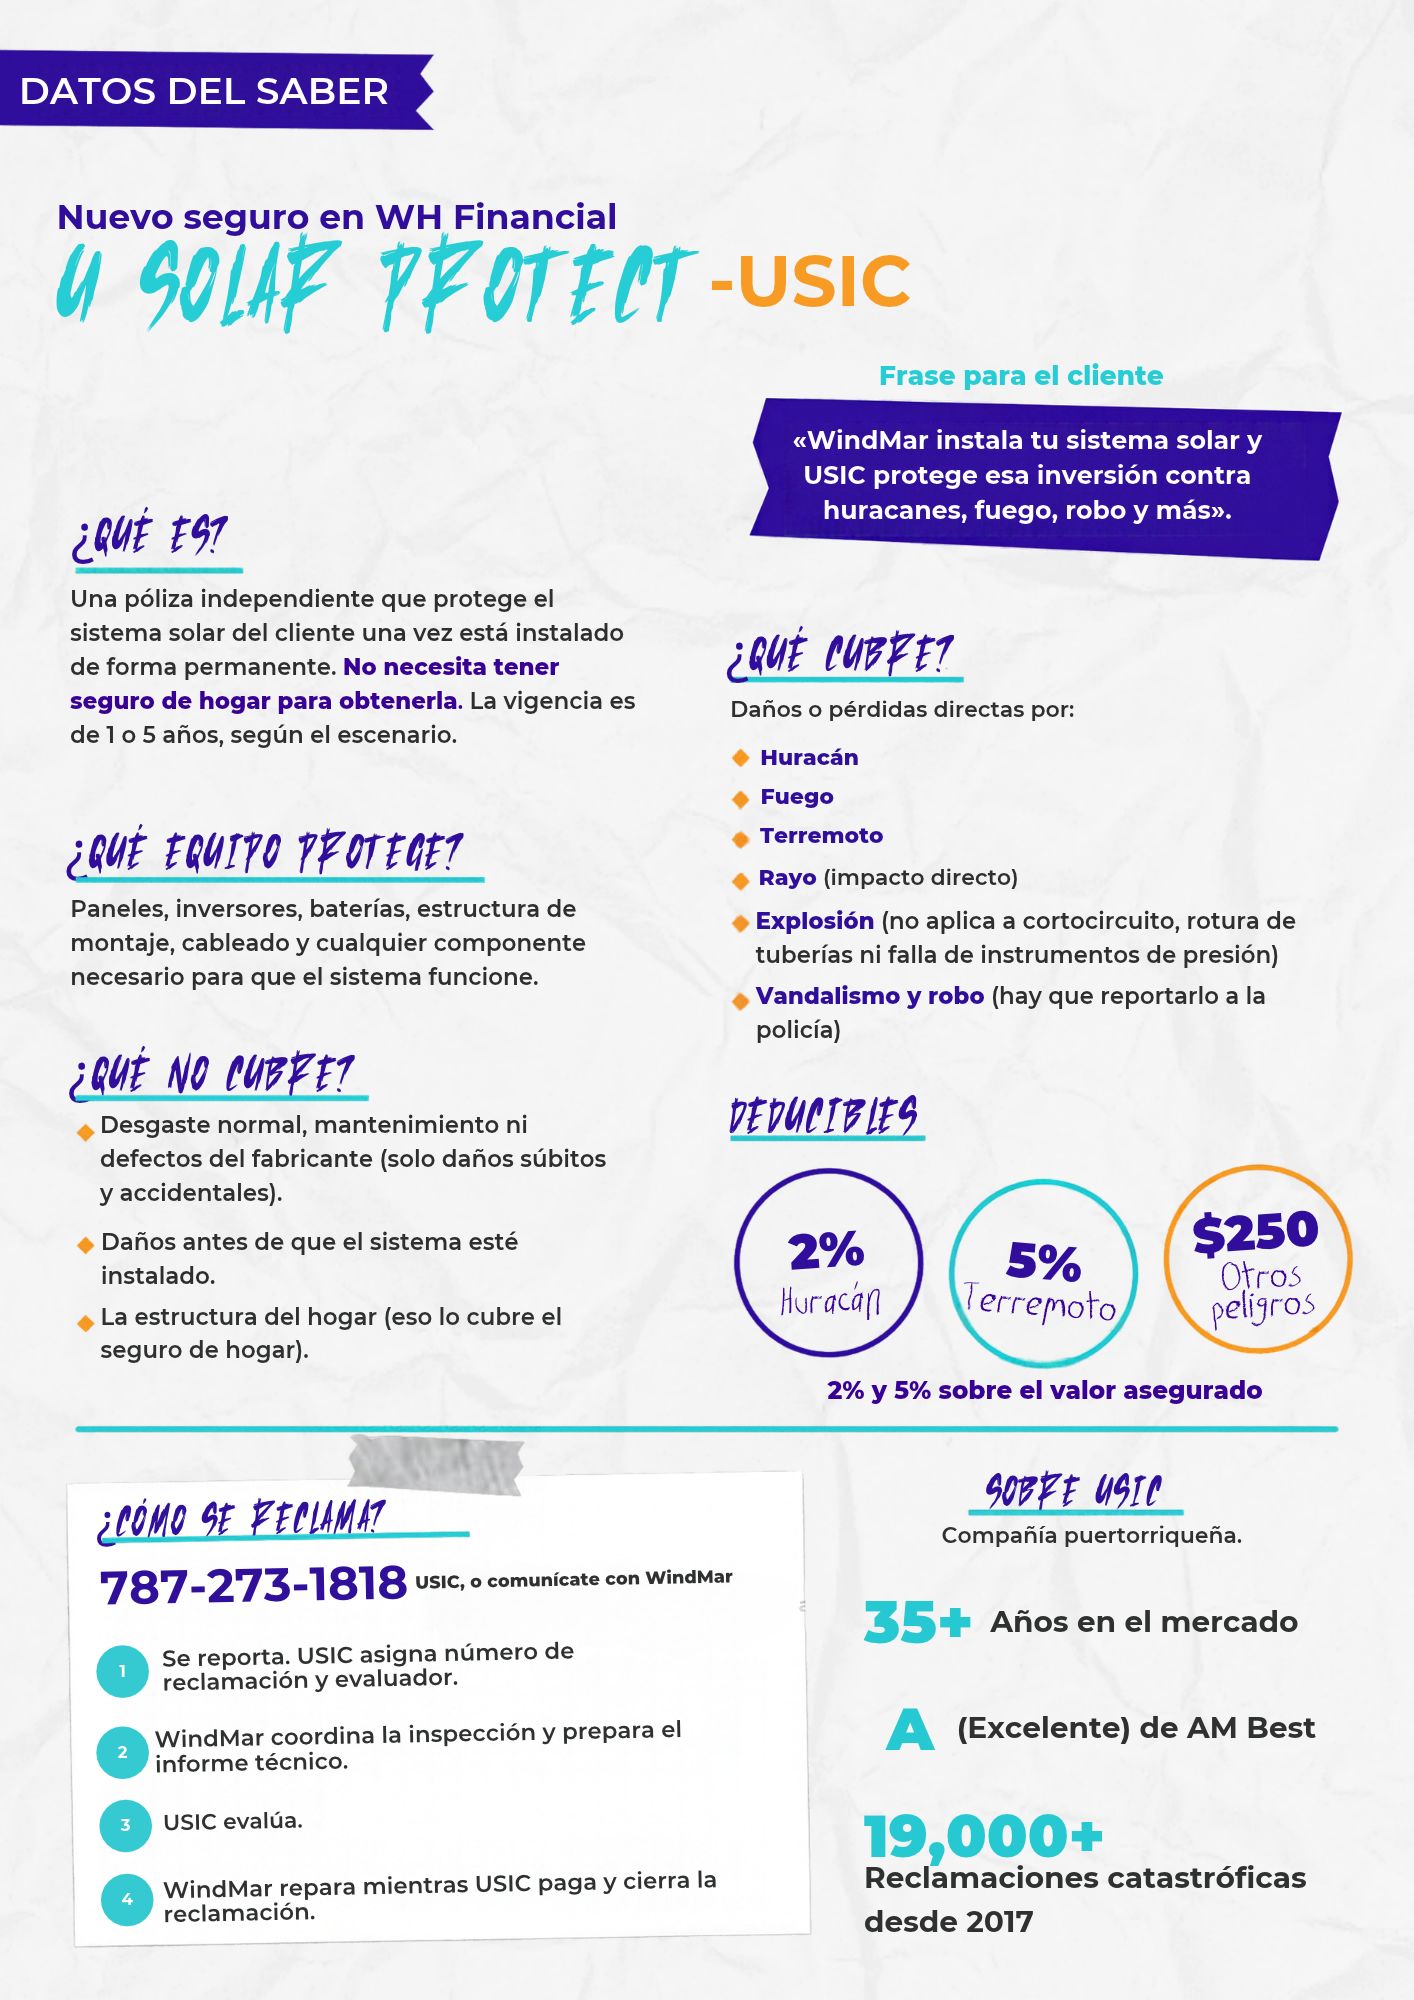 DATOS DEL SABER
Nuevo seguro en WH Financial
U SOLAR PROTECT -USIC
Frase para el cliente
«WindMar instala tu sistema solar y
USIC protege esa inversión contra
huracanes, fuego, robo y más».
¿QUÉ ES?
Una póliza independiente que protege el
sistema solar del cliente una vez está instalado
de forma permanente. No necesita tener
seguro de hogar para obtenerla. La vigencia es
de 1 o 5 años, según el escenario.
¿QUÉ EQUIPO PROTEGE?
Paneles, inversores, baterías, estructura de
montaje, cableado y cualquier componente
necesario para que el sistema funcione.
¿QUÉ NO CUBRE?
Desgaste normal, mantenimiento ni
defectos del fabricante (solo daños súbitos
y accidentales).
Daños antes de que el sistema esté
instalado.
La estructura del hogar (eso lo cubre el
seguro de hogar).
¿QUÉ CUBRE?
Daños o pérdidas directas por:
Huracán
Fuego
Terremoto
Rayo (impacto directo)
Explosión (no aplica a cortocircuito, rotura de
tuberías ni falla de instrumentos de presión)
Vandalismo y robo (hay que reportarlo a la
policía)
DEDUCIBLES
2%
Huracán
5%
Terremoto
$250
Otros
peligros
2% y 5% sobre el valor asegurado
¿CÓMO SE RECLAMA?
787-273-1818 USIC, o comunícate con WindMar
1 Se reporta. USIC asigna número de
reclamación y evaluador.
2 WindMar coordina la inspección y prepara el
informe técnico.
3 USIC evalúa.
4 WindMar repara mientras USIC paga y cierra la
reclamación.
SOBRE USIC
Compañía puertorriqueña.
35+ Años en el mercado
A (Excelente) de AM Best
19,000+
Reclamaciones catastróficas
desde 2017